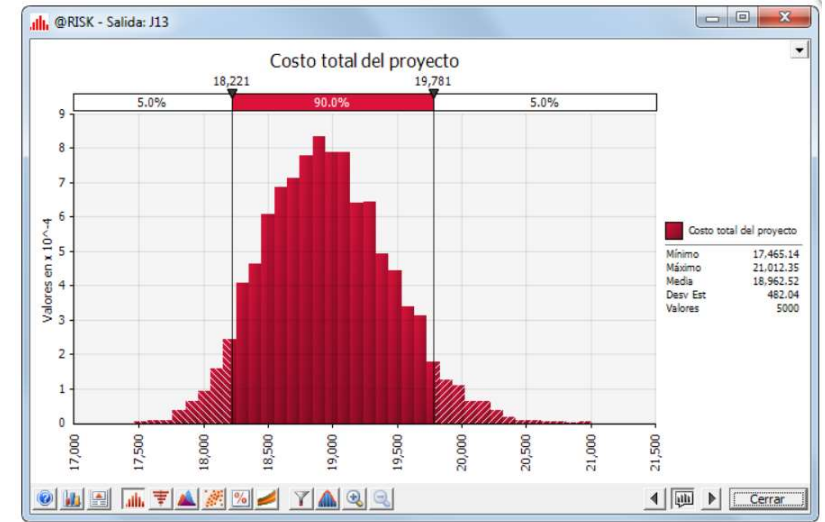 @RISK - Salida: J13
Costo total del proyecto
18,221 19,781
5.0% 90.0% 5.0%
Valores en x 10^-4
9
8
7
6
5
4
3
2
1
0
17,000 17,500 18,000 18,500 19,000 19,500 20,000 20,500 21,000 21,500
Costo total del proyecto
Mínimo 17,465.14
Máximo 21,012.35
Media 18,962.52
Desv Est 482.04
Valores 5000
Cerrar